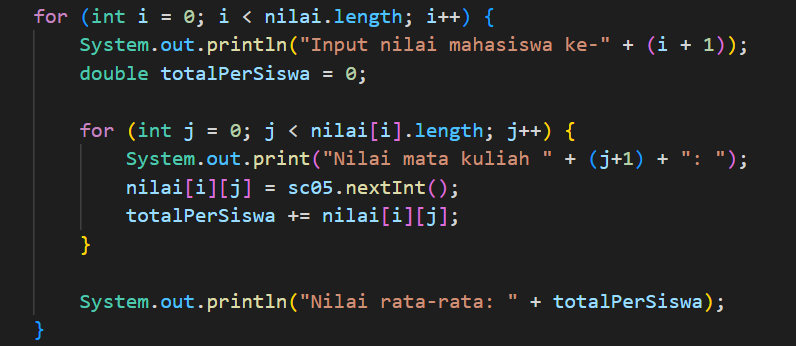 for (int i = 0; i < nilai.length; i++) {
System.out.println("Input nilai mahasiswa ke-" + (i + 1));
double totalPerSiswa = 0;
for (int j = 0; j < nilai[i].length; j++) {
System.out.print("Nilai mata kuliah " + (j+1) + ": ");
nilai[i][j] = sc05.nextInt();
totalPerSiswa += nilai[i][j];
}
System.out.println("Nilai rata-rata: " + totalPerSiswa);
}